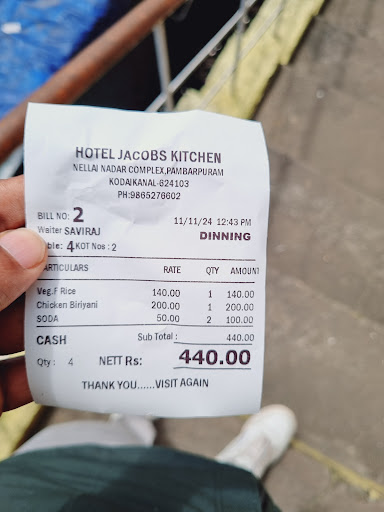 HOTEL JACOBS KITCHEN
NELLAI NADAR COMPLEX,PAMBARPURAM
KODAIKANAL-624103
PH:9865276602
BILL NO: 2 11/11/24 12:43 PM
Waiter SAVIRAJ DINNING
ble: 4 KOT Nos : 2
ARTICULARS RATE QTY AMOUNT
Veg.F Rice 140.00 1 140.00
Chicken Biriyani 200.00 1 200.00
SODA 50.00 2 100.00
CASH Sub Total : 440.00
Qty : 4 NETT Rs: 440.00
THANK YOU......VISIT AGAIN